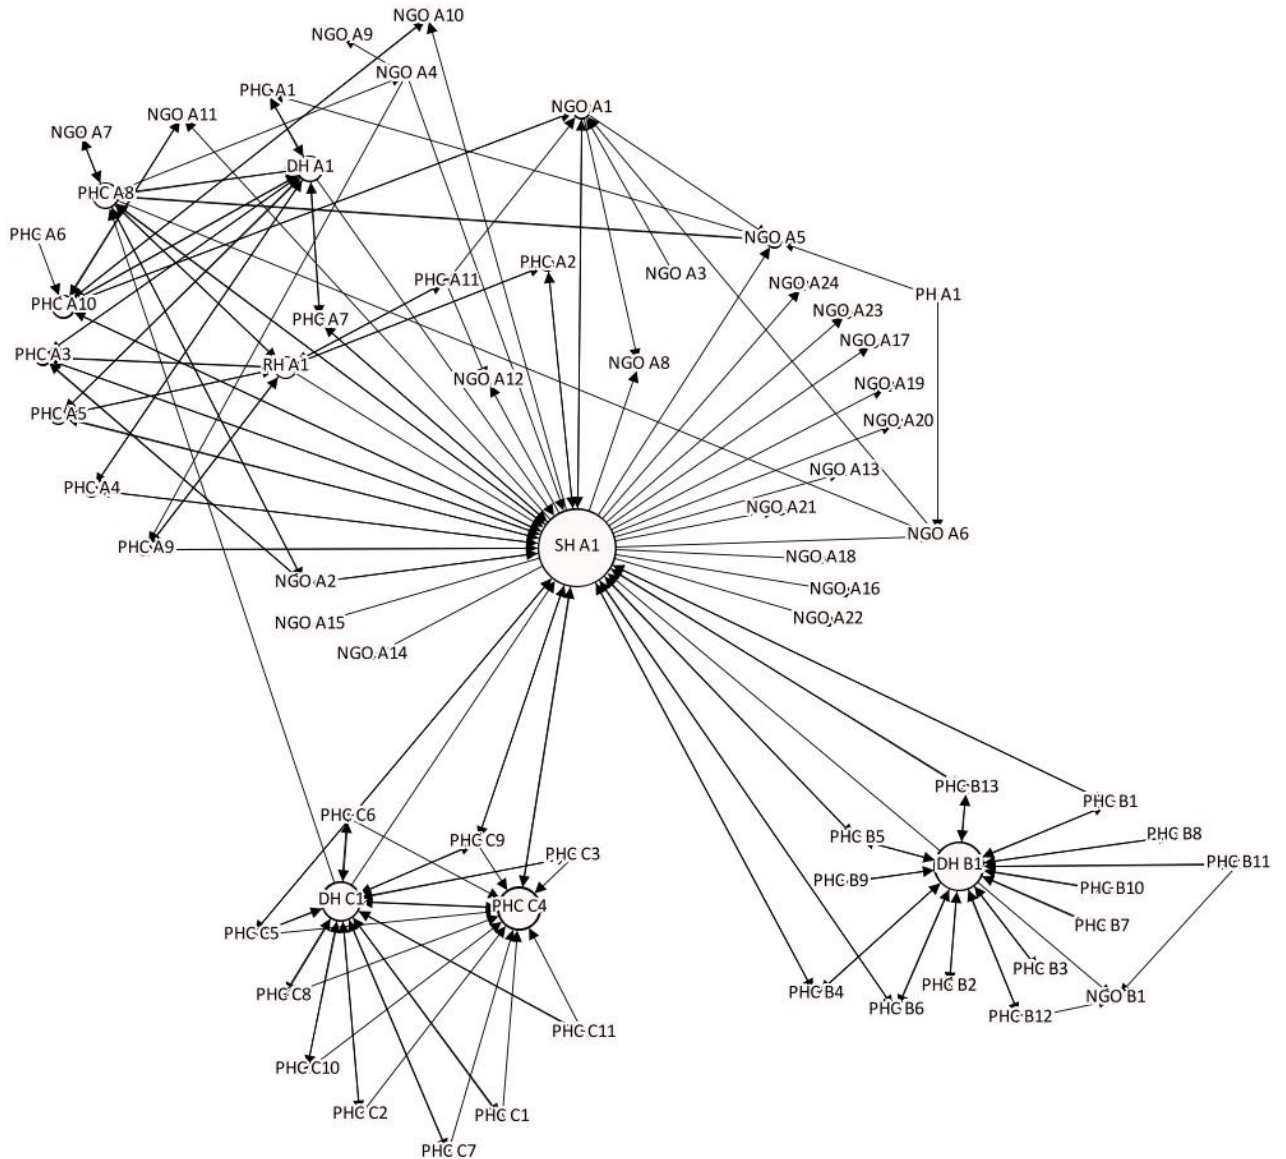 NGO A10
NGO A9
NGO A4
PHC A1
NGO A11
NGO A1
NGO A7
DH A1
PHC A8
PHC A6
NGO A5
PHC A2
NGO A3
PHC A11
NGO A24
PH A1
PHC A10
NGO A23
PHC A7
NGO A17
PHC A3
RH A1
NGO A8
NGO A12
NGO A19
PHC A5
NGO A20
NGO A13
PHC A4
NGO A21
NGO A6
SH A1
PHC A9
NGO A18
NGO A2
NGO A16
NGO A15
NGO A22
NGO A14
PHC B13
PHC B1
PHC C6
PHC B5
PHC B8
PHC C9
PHC C3
PHC B11
DH B1
PHC B9
PHC B10
DH C1
PHC C4
PHC B7
PHC C5
PHC B3
PHC B2
PHC C8
PHC B4
NGO B1
PHC B6
PHC B12
PHC C11
PHC C10
PHC C2
PHC C1
PHC C7